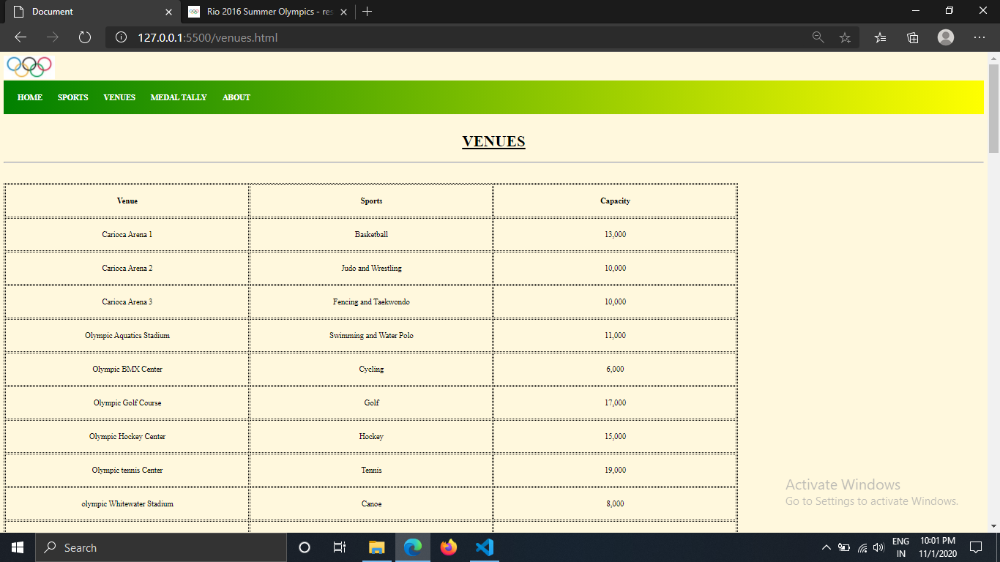 Document
Rio 2016 Summer Olympics - res
127.0.0.1:5500/venues.html
HOME SPORTS VENUES MEDAL TALLY ABOUT
VENUES
Venue Sports Capacity
Carioca Arena 1 Basketball 13,000
Carioca Arena 2 Judo and Wrestling 10,000
Carioca Arena 3 Fencing and Taekwondo 10,000
Olympic Aquatics Stadium Swimming and Water Polo 11,000
Olympic BMX Center Cycling 6,000
Olympic Golf Course Golf 17,000
Olympic Hockey Center Hockey 15,000
Olympic tennis Center Tennis 19,000
olympic Whitewater Stadium Canoe 8,000
Activate Windows
Go to Settings to activate Windows.
Search
ENG 10:01 PM
IN 11/1/2020